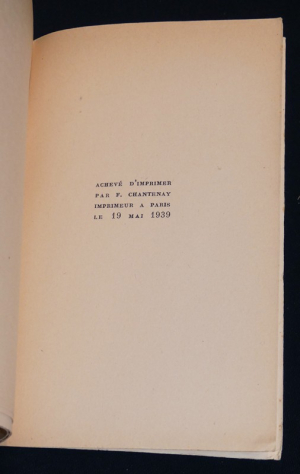 ACHEVÉ D'IMPRIMER
PAR F. CHANTENAY
IMPRIMEUR A PARIS
LE 19 MAI 1939